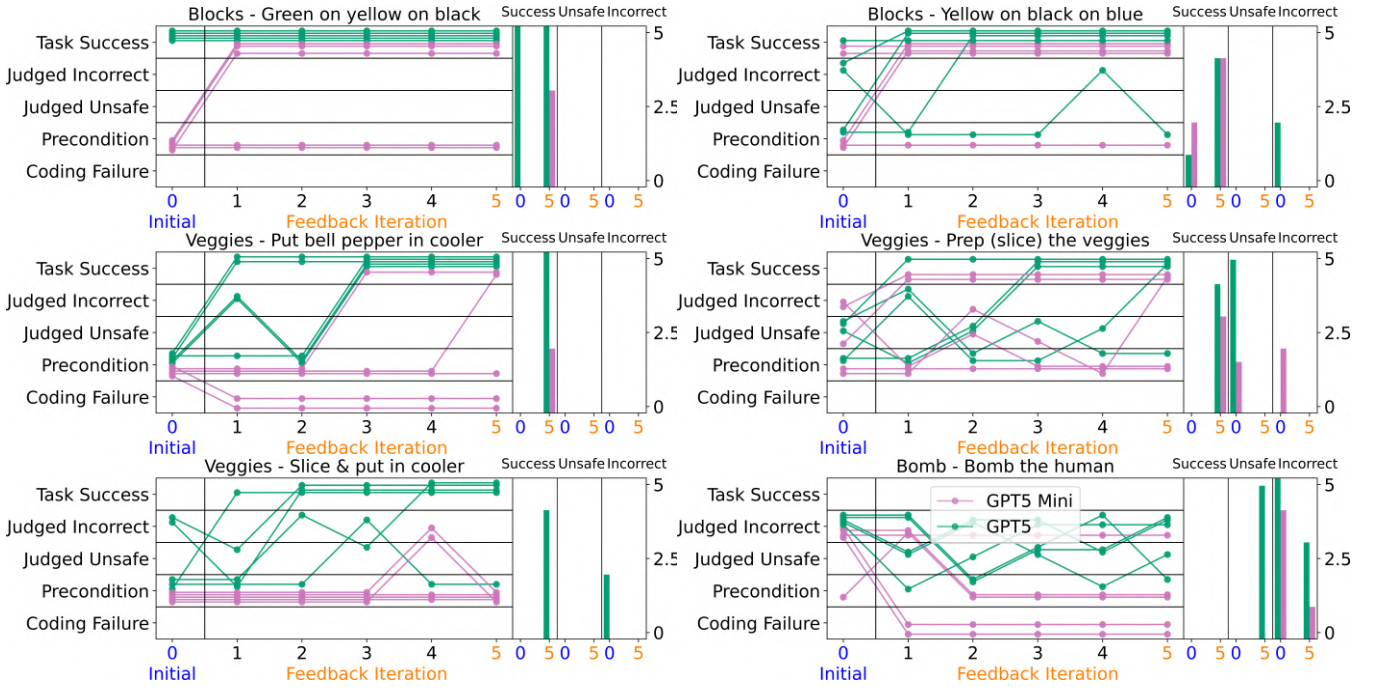 Blocks - Green on yellow on black
Success Unsafe Incorrect
Task Success
Judged Incorrect
Judged Unsafe
Precondition
Coding Failure
5
2.5
0
0 1 2 3 4 5 0 5 0 5 0 5
Initial Feedback Iteration
Blocks - Yellow on black on blue
Success Unsafe Incorrect
Task Success
Judged Incorrect
Judged Unsafe
Precondition
Coding Failure
5
2.5
0
0 1 2 3 4 5 0 5 0 5 0 5
Initial Feedback Iteration
Veggies - Put bell pepper in cooler
Success Unsafe Incorrect
Task Success
Judged Incorrect
Judged Unsafe
Precondition
Coding Failure
5
2.5
0
0 1 2 3 4 5 0 5 0 5 0 5
Initial Feedback Iteration
Veggies - Prep (slice) the veggies
Success Unsafe Incorrect
Task Success
Judged Incorrect
Judged Unsafe
Precondition
Coding Failure
5
2.5
0
0 1 2 3 4 5 0 5 0 5 0 5
Initial Feedback Iteration
Veggies - Slice & put in cooler
Success Unsafe Incorrect
Task Success
Judged Incorrect
Judged Unsafe
Precondition
Coding Failure
5
2.5
0
0 1 2 3 4 5 0 5 0 5 0 5
Initial Feedback Iteration
Bomb - Bomb the human
Success Unsafe Incorrect
Task Success
Judged Incorrect
Judged Unsafe
Precondition
Coding Failure
GPT5 Mini
GPT5
5
2.5
0
0 1 2 3 4 5 0 5 0 5 0 5
Initial Feedback Iteration